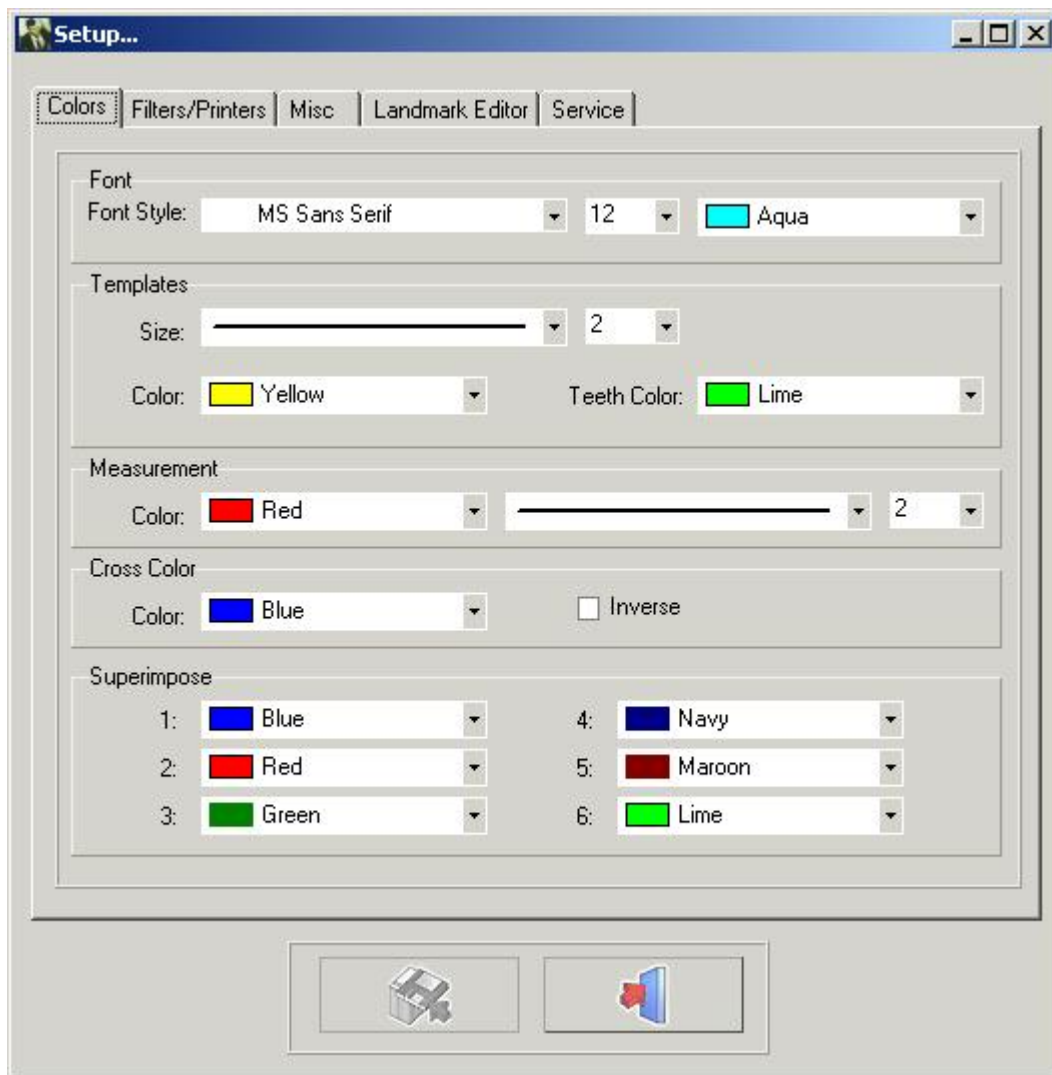 Setup...
Colors Filters/Printers Misc Landmark Editor Service
Font
Font Style: MS Sans Serif 12 Aqua
Templates
Size: 2
Color: Yellow Teeth Color: Lime
Measurement
Color: Red 2
Cross Color
Color: Blue Inverse
Superimpose
1: Blue 4: Navy
2: Red 5: Maroon
3: Green 6: Lime